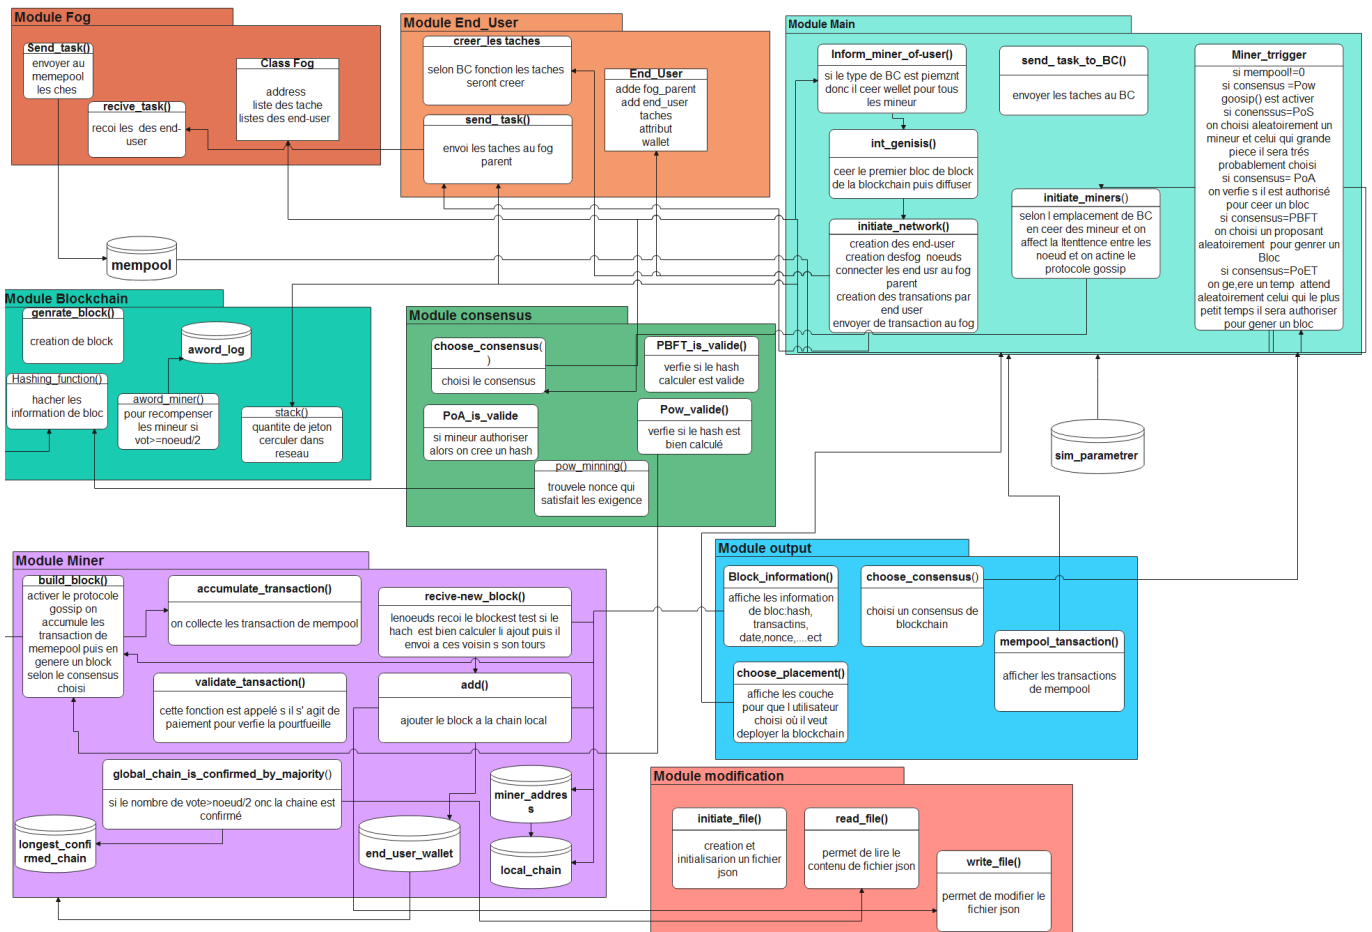 Module Fog
Send_task()
envoyer au
memepool
les ches
recive_task()
recoi les  des end-
user
Class Fog
address
liste des tache
listes des end-user
mempool
Module End_User
creer_les taches
selon BC fonction les taches
seront creer
send_ task()
envoi les taches au fog
parent
End_User
adde fog_parent
add end_user
taches
attribut
wallet
Module Main
Inform_miner_of-user()
si le type de BC est piemznt
donc il ceer wellet pour tous
les mineur
int_genisis()
ceer le premier bloc de block
de la blockchain puis diffuser
initiate_network()
creation des end-user
creation desfog  noeuds
connecter les end usr au fog
parent
creation des transations par
end user
envoyer de transaction au fog
send_ task_to_BC()
envoyer les taches au BC
initiate_miners()
selon l emplacement de BC
en ceer des mineur et on
affect la ltenttence entre les
noeud et on actine le
protocole gossip
Miner_trrigger
si mempool!=0
si consensus =Pow
goosip() est activer
si conenssus=PoS
on choisi aleatoirement un
mineur et celui qui grande
piece il sera trés
probablement choisi
si consensus= PoA
on verfie s il est authorisé
pour ceer un bloc
si consensus=PBFT
on choisi un proposant
aleatoirement  pour genrer un
Bloc
si consensus=PoET
on ge,ere un temp  attend
aleatoirement celui qui le plus
petit temps il sera authoriser
pour gener un bloc
Module Blockchain
genrate_block()
creation de block
Hashing_function()
hacher les
information de bloc
aword_log
aword_miner()
pour recompenser
les mineur si
vot>=noeud/2
stack()
quantite de jeton
cerculer dans
reseau
Module consensus
choose_consensus(
)
choisi le consensus
PBFT_is_valide()
verfie si le hash
calculer est valide
PoA_is_valide
si mineur authoriser
alors on cree un hash
Pow_valide()
verfie si le hash est
bien calculé
pow_minning()
trouvele nonce qui
satisfait les exigence
sim_parametrer
Module Miner
build_block()
activer le protocole
gossip on
accumule les
transaction de
memepool puis en
genere un block
selon le consensus
choisi
accumulate_transaction()
on collecte les transaction de
mempool
recive-new_block()
lenoeuds recoi le blockest test si le
hach  est bien calculer li ajout puis il
envoi a ces voisin s son tours
validate_tansaction()
cette fonction est appelé s il s' agit de
paiement pour verfie la pourtfueille
add()
ajouter le block a la chain local
global_chain_is_confirmed_by_majority()
si le nombre de vote>noeud/2 onc la chaine est
confirmé
longest_confi
rmed_chain
end_user_wallet
miner_addres
s
local_chain
Module output
Block_information()
affiche les information
de bloc:hash,
transactins,
date,nonce,....ect
choose_consensus()
choisi un consensus de
blockchain
mempool_tansaction()
afficher les transactions
de mempool
choose_placement()
affiche les couche
pour que l utilisateur
choisi où il veut
deployer la blockchain
Module modification
initiate_file()
creation et
initialisarion un fichier
json
read_file()
permet de lire le
contenu de fichier json
write_file()
permet de modifier le
fichier json